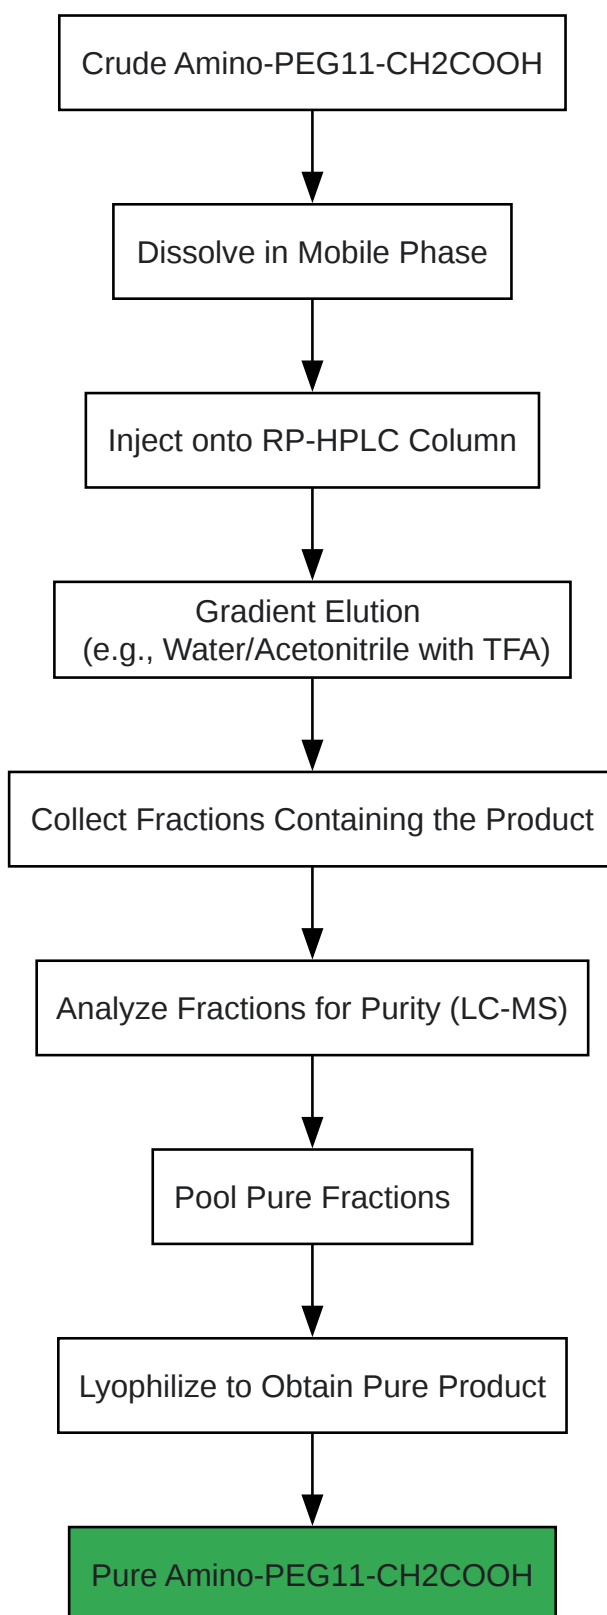 Crude Amino-PEG11-CH2COOH
Dissolve in Mobile Phase
Inject onto RP-HPLC Column
Gradient Elution
(e.g., Water/Acetonitrile with TFA)
Collect Fractions Containing the Product
Analyze Fractions for Purity (LC-MS)
Pool Pure Fractions
Lyophilize to Obtain Pure Product
Pure Amino-PEG11-CH2COOH